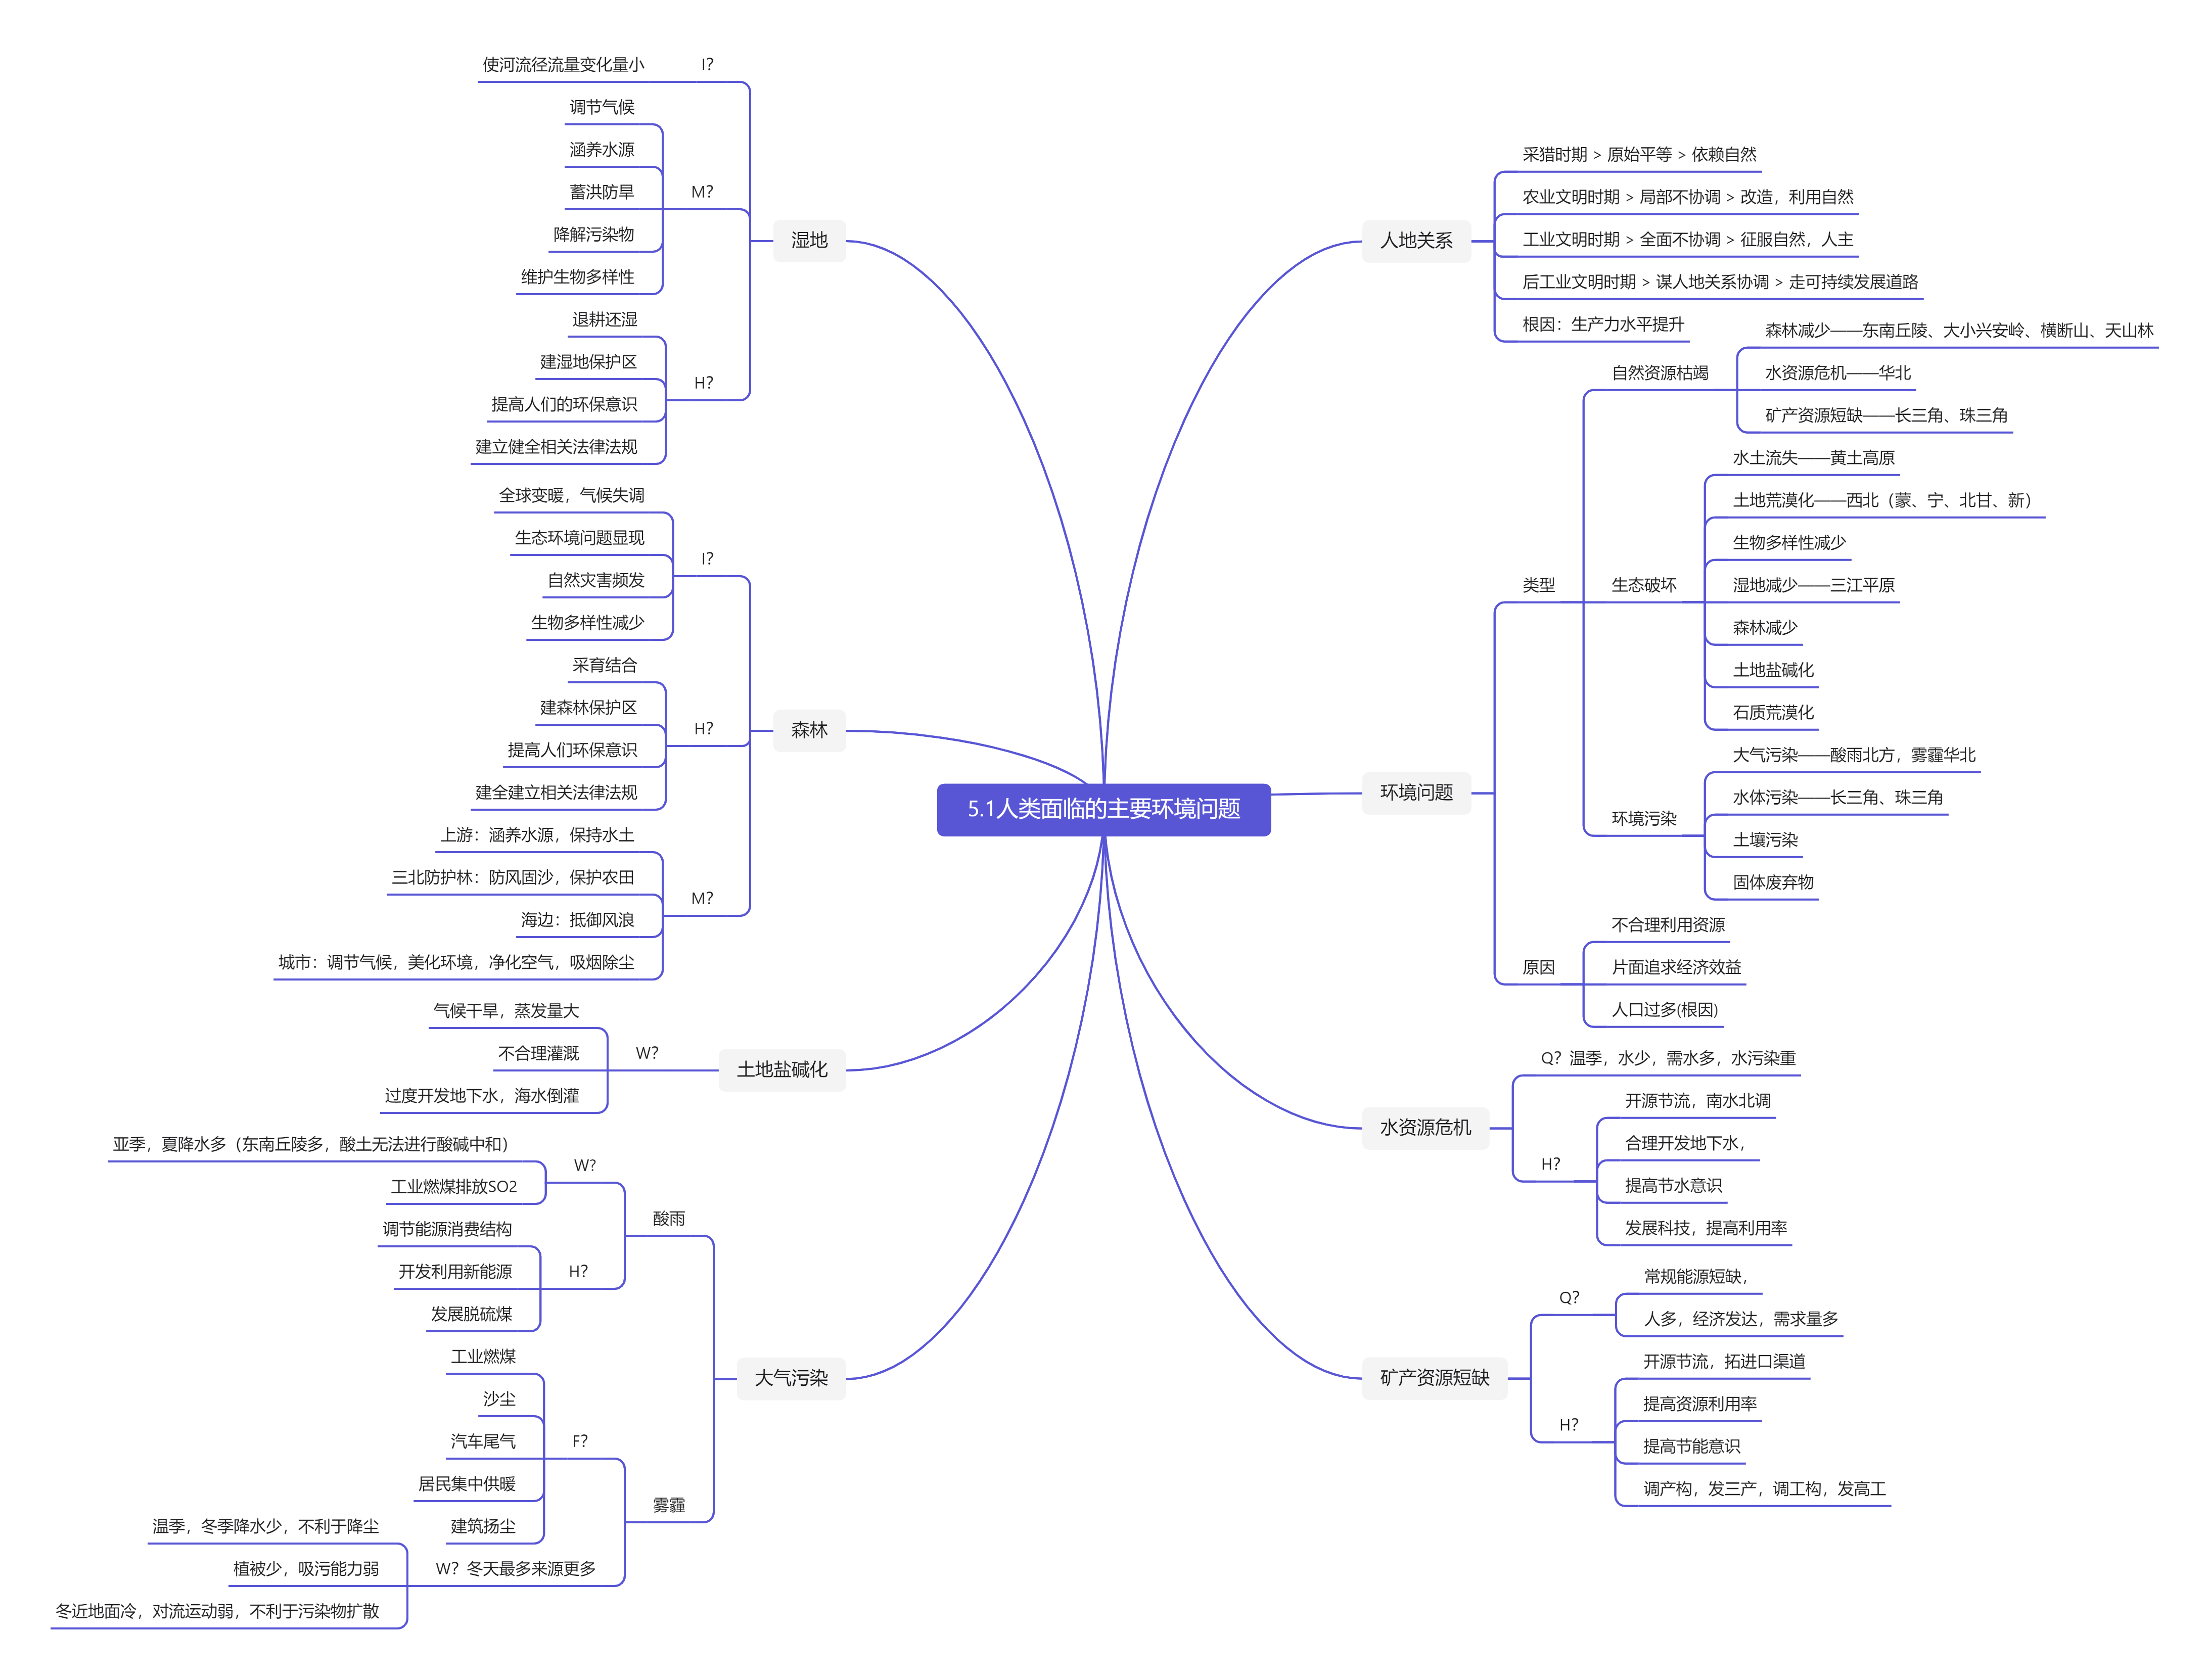 5.1人类面临的主要环境问题
人地关系
采猎时期 > 原始平等 > 依赖自然
农业文明时期 > 局部不协调 > 改造，利用自然
工业文明时期 > 全面不协调 > 征服自然，人主
后工业文明时期 > 谋人地关系协调 > 走可持续发展道路
根因：生产力水平提升
环境问题
类型
自然资源枯竭
森林减少——东南丘陵、大小兴安岭、横断山、天山林
水资源危机——华北
矿产资源短缺——长三角、珠三角
生态破坏
水土流失——黄土高原
土地荒漠化——西北（蒙、宁、北甘、新）
生物多样性减少
湿地减少——三江平原
森林减少
土地盐碱化
石质荒漠化
环境污染
大气污染——酸雨北方，雾霾华北
水体污染——长三角、珠三角
土壤污染
固体废弃物
原因
不合理利用资源
片面追求经济效益
人口过多(根因)
水资源危机
Q？温季，水少，需水多，水污染重
H？
开源节流，南水北调
合理开发地下水，
提高节水意识
发展科技，提高利用率
矿产资源短缺
Q？
常规能源短缺，
人多，经济发达，需求量多
H？
开源节流，拓进口渠道
提高资源利用率
提高节能意识
调产构，发三产，调工构，发高工
湿地
I？
使河流径流量变化量小
M？
调节气候
涵养水源
蓄洪防旱
降解污染物
维护生物多样性
H？
退耕还湿
建湿地保护区
提高人们的环保意识
建立健全相关法律法规
森林
I？
全球变暖，气候失调
生态环境问题显现
自然灾害频发
生物多样性减少
H？
采育结合
建森林保护区
提高人们环保意识
建全建立相关法律法规
M？
上游：涵养水源，保持水土
三北防护林：防风固沙，保护农田
海边：抵御风浪
城市：调节气候，美化环境，净化空气，吸烟除尘
土地盐碱化
W？
气候干旱，蒸发量大
不合理灌溉
过度开发地下水，海水倒灌
大气污染
酸雨
W?
亚季，夏降水多（东南丘陵多，酸土无法进行酸碱中和）
工业燃煤排放SO2
H？
调节能源消费结构
开发利用新能源
发展脱硫煤
雾霾
F？
工业燃煤
沙尘
汽车尾气
居民集中供暖
建筑扬尘
W？冬天最多来源更多
温季，冬季降水少，不利于降尘
植被少，吸污能力弱
冬近地面冷，对流运动弱，不利于污染物扩散